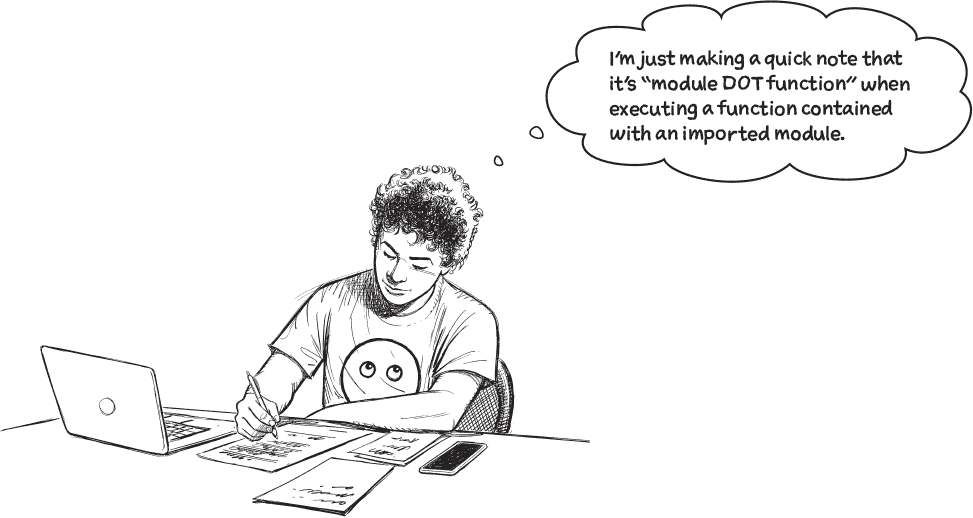 I'm just making a quick note that
it's “module DOT function” when
executing a function contained
with an imported module.